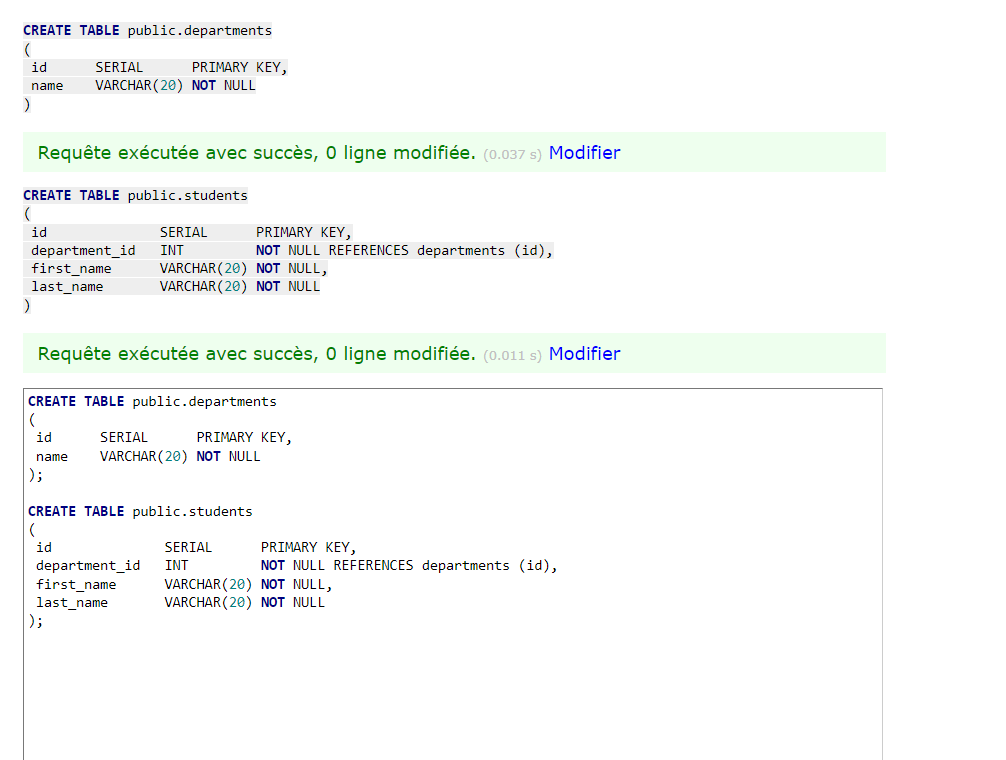 CREATE TABLE public.departments
(
id SERIAL PRIMARY KEY,
name VARCHAR(20) NOT NULL
)
Requête exécutée avec succès, 0 ligne modifiée. (0.037 s) Modifier
CREATE TABLE public.students
(
id SERIAL PRIMARY KEY,
department_id INT NOT NULL REFERENCES departments (id),
first_name VARCHAR(20) NOT NULL,
last_name VARCHAR(20) NOT NULL
)
Requête exécutée avec succès, 0 ligne modifiée. (0.011 s) Modifier
CREATE TABLE public.departments
(
id SERIAL PRIMARY KEY,
name VARCHAR(20) NOT NULL
);
CREATE TABLE public.students
(
id SERIAL PRIMARY KEY,
department_id INT NOT NULL REFERENCES departments (id),
first_name VARCHAR(20) NOT NULL,
last_name VARCHAR(20) NOT NULL
);